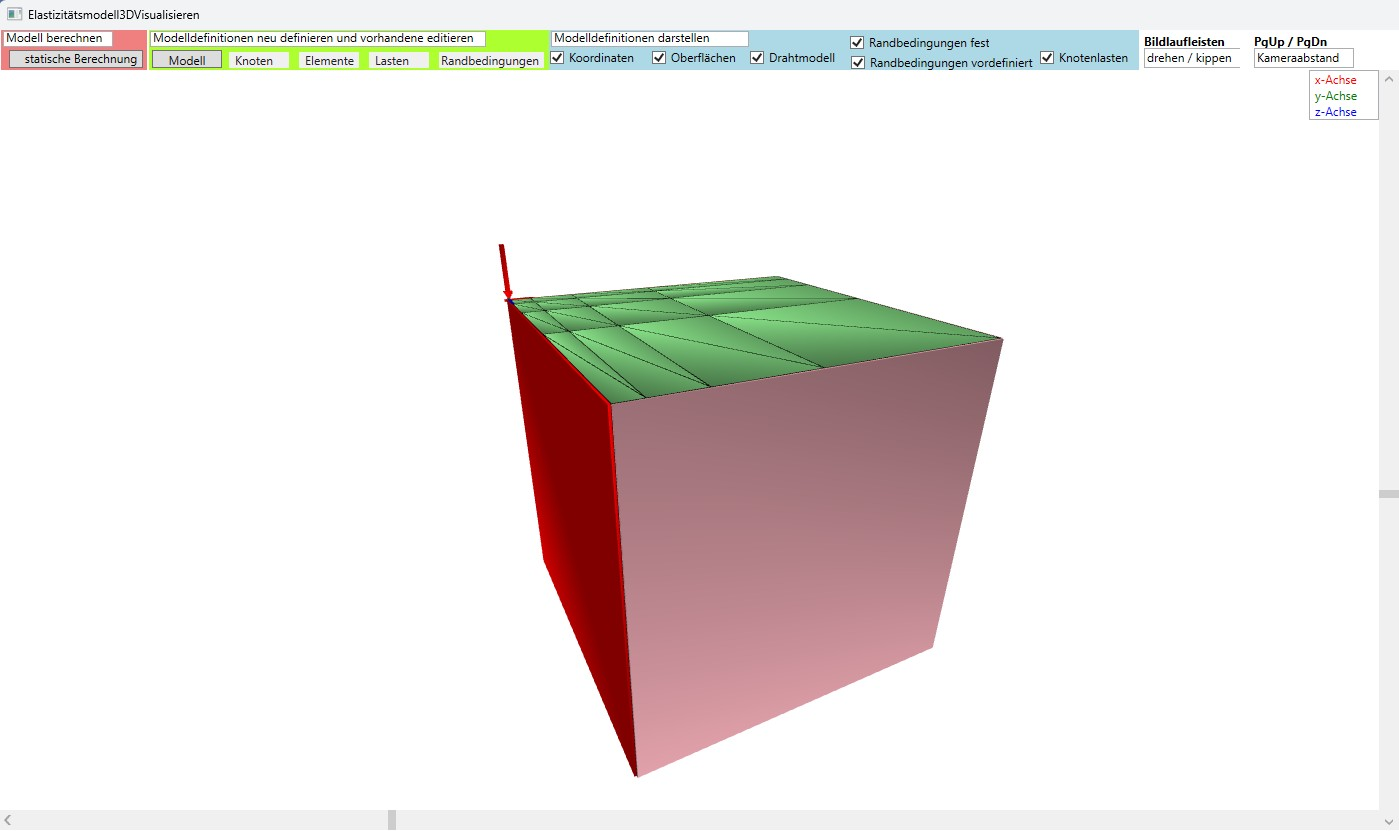 Elastizitätsmodell3DVisualisieren
Modell berechnen
statische Berechnung
Modelldefinitionen neu definieren und vorhandene editieren
Modell
Knoten
Elemente
Lasten
Randbedingungen
Modelldefinitionen darstellen
Koordinaten
Oberflächen
Drahtmodell
Randbedingungen fest
Randbedingungen vordefiniert
Knotenlasten
Bildlaufleisten
drehen / kippen
PgUp / PgDn
Kameraabstand
x-Achse
y-Achse
z-Achse